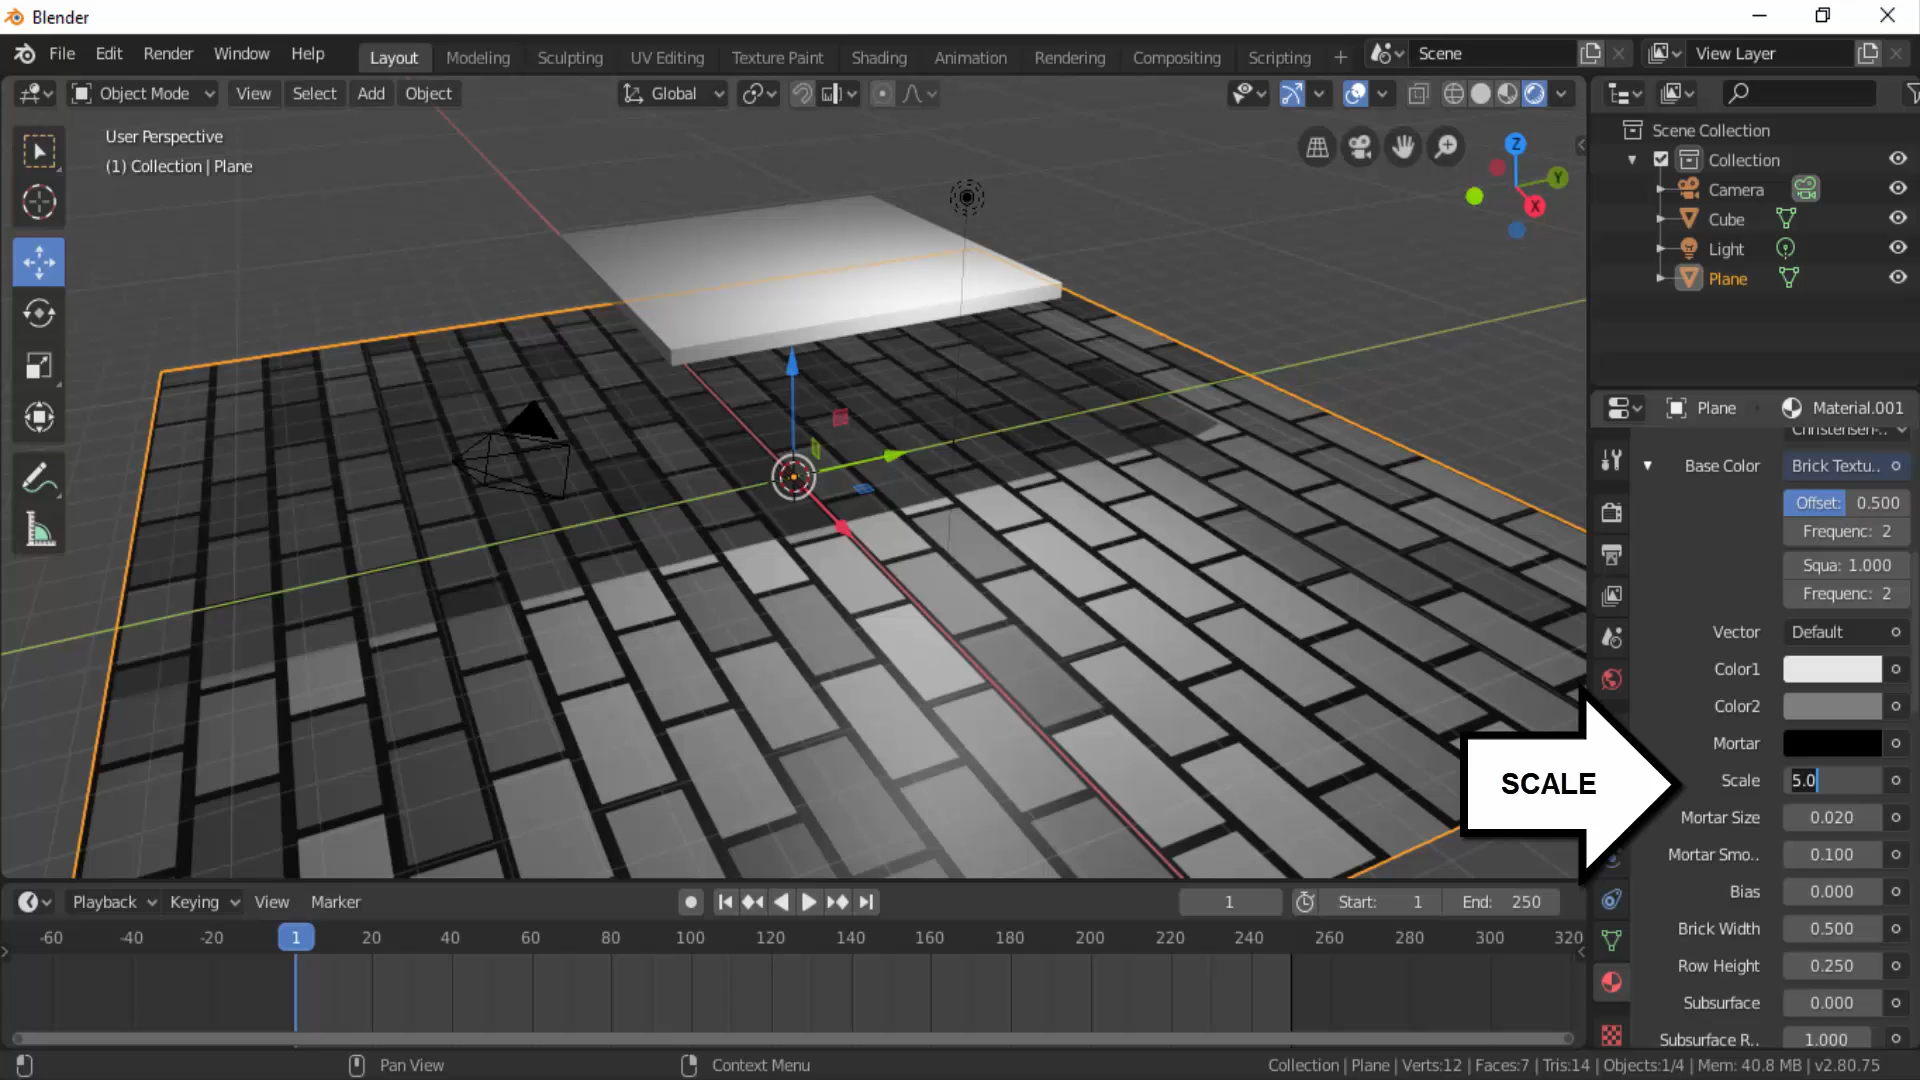 Blender
File Edit Render Window Help
Layout Modeling Sculpting UV Editing Texture Paint Shading Animation Rendering Compositing Scripting +
Scene
View Layer
Object Mode View Select Add Object
Global
User Perspective
(1) Collection | Plane
Z
Y
X
Scene Collection
Collection
Camera
Cube
Light
Plane
Plane Material.001
Christensen-..
Base Color Brick Textu..
Offset: 0.500
Frequenc: 2
Squa: 1.000
Frequenc: 2
Vector Default
Color1
Color2
Mortar
Scale 5.0
SCALE
Mortar Size 0.020
Mortar Smo.. 0.100
Bias 0.000
Brick Width 0.500
Row Height 0.250
Subsurface 0.000
Subsurface R.. 1.000
Playback Keying View Marker
1
Start: 1 End: 250
-60 -40 -20 1 20 40 60 80 100 120 140 160 180 200 220 240 260 280 300 320
Pan View
Context Menu
Collection | Plane | Verts:12 | Faces:7 | Tris:14 | Objects:1/4 | Mem: 40.8 MB | v2.80.75